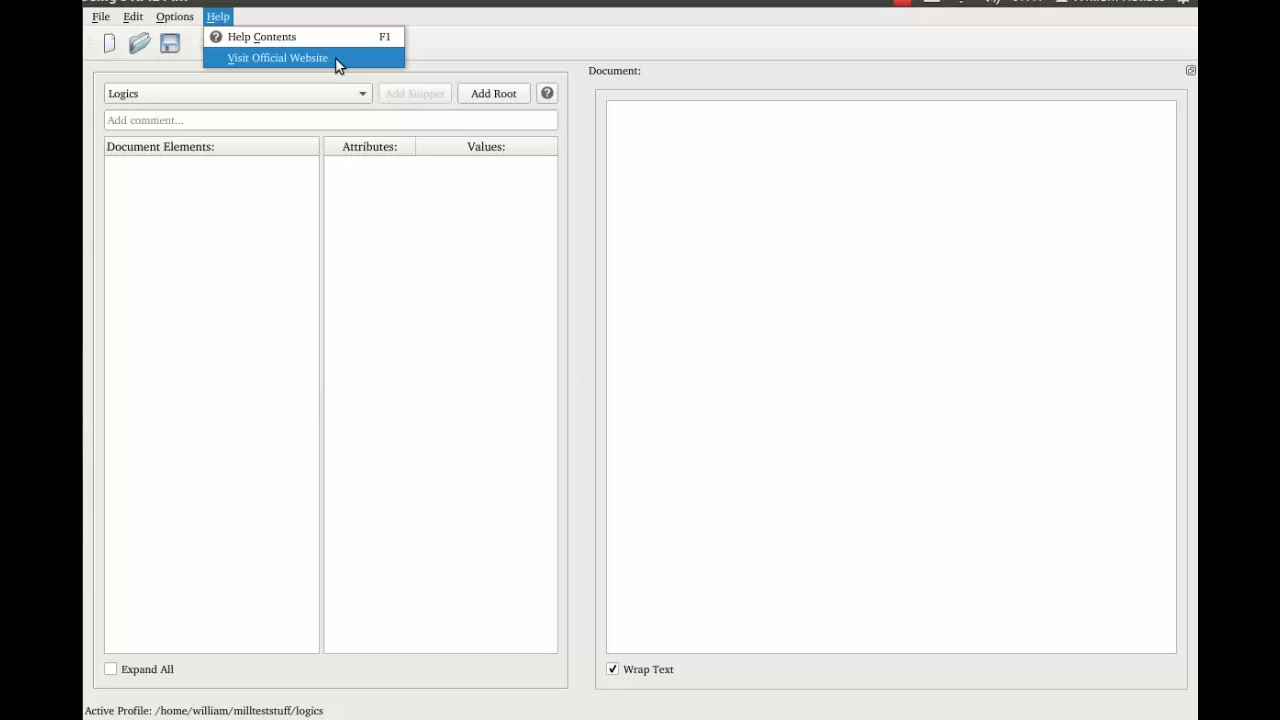 File Edit Options Help
Help Contents F1
Visit Official Website
Document:
Logics
Add Snippet
Add Root
Add comment...
Document Elements:
Attributes:
Values:
Expand All
Wrap Text
Active Profile: /home/william/millteststuff/logics